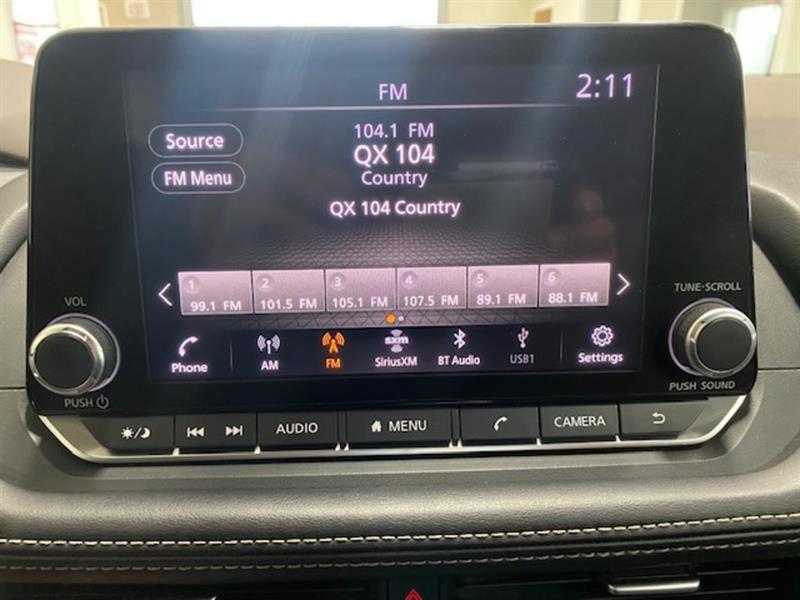 FM
2:11
Source
104.1 FM
QX 104
FM Menu
Country
QX 104 Country
1 2 3 4 5 6
99.1 FM 101.5 FM 105.1 FM 107.5 FM 89.1 FM 88.1 FM
VOL
TUNE·SCROLL
sxm
Phone AM FM SiriusXM BT Audio USB1 Settings
PUSH
PUSH SOUND
AUDIO MENU CAMERA